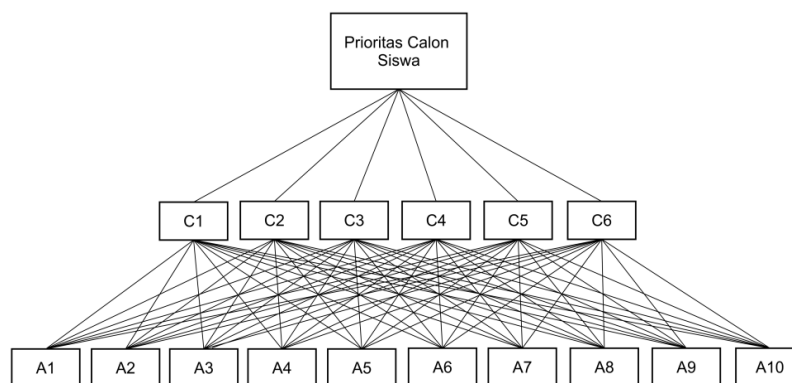 Prioritas Calon
Siswa
C1 C2 C3 C4 C5 C6
A1 A2 A3 A4 A5 A6 A7 A8 A9 A10